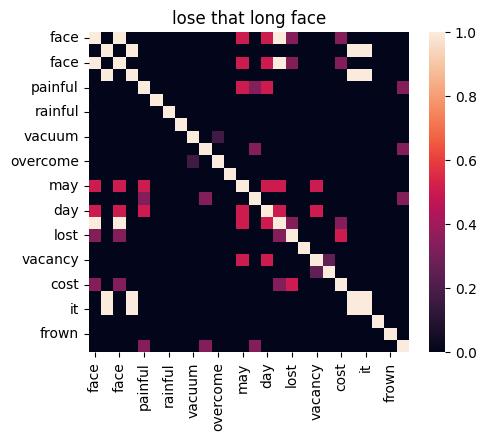 lose that long face
face
face
painful
rainful
vacuum
overcome
may
day
lost
vacancy
cost
it
frown
1.0
0.8
0.6
0.4
0.2
0.0
face
face
painful
rainful
vacuum
overcome
may
day
lost
vacancy
cost
it
frown